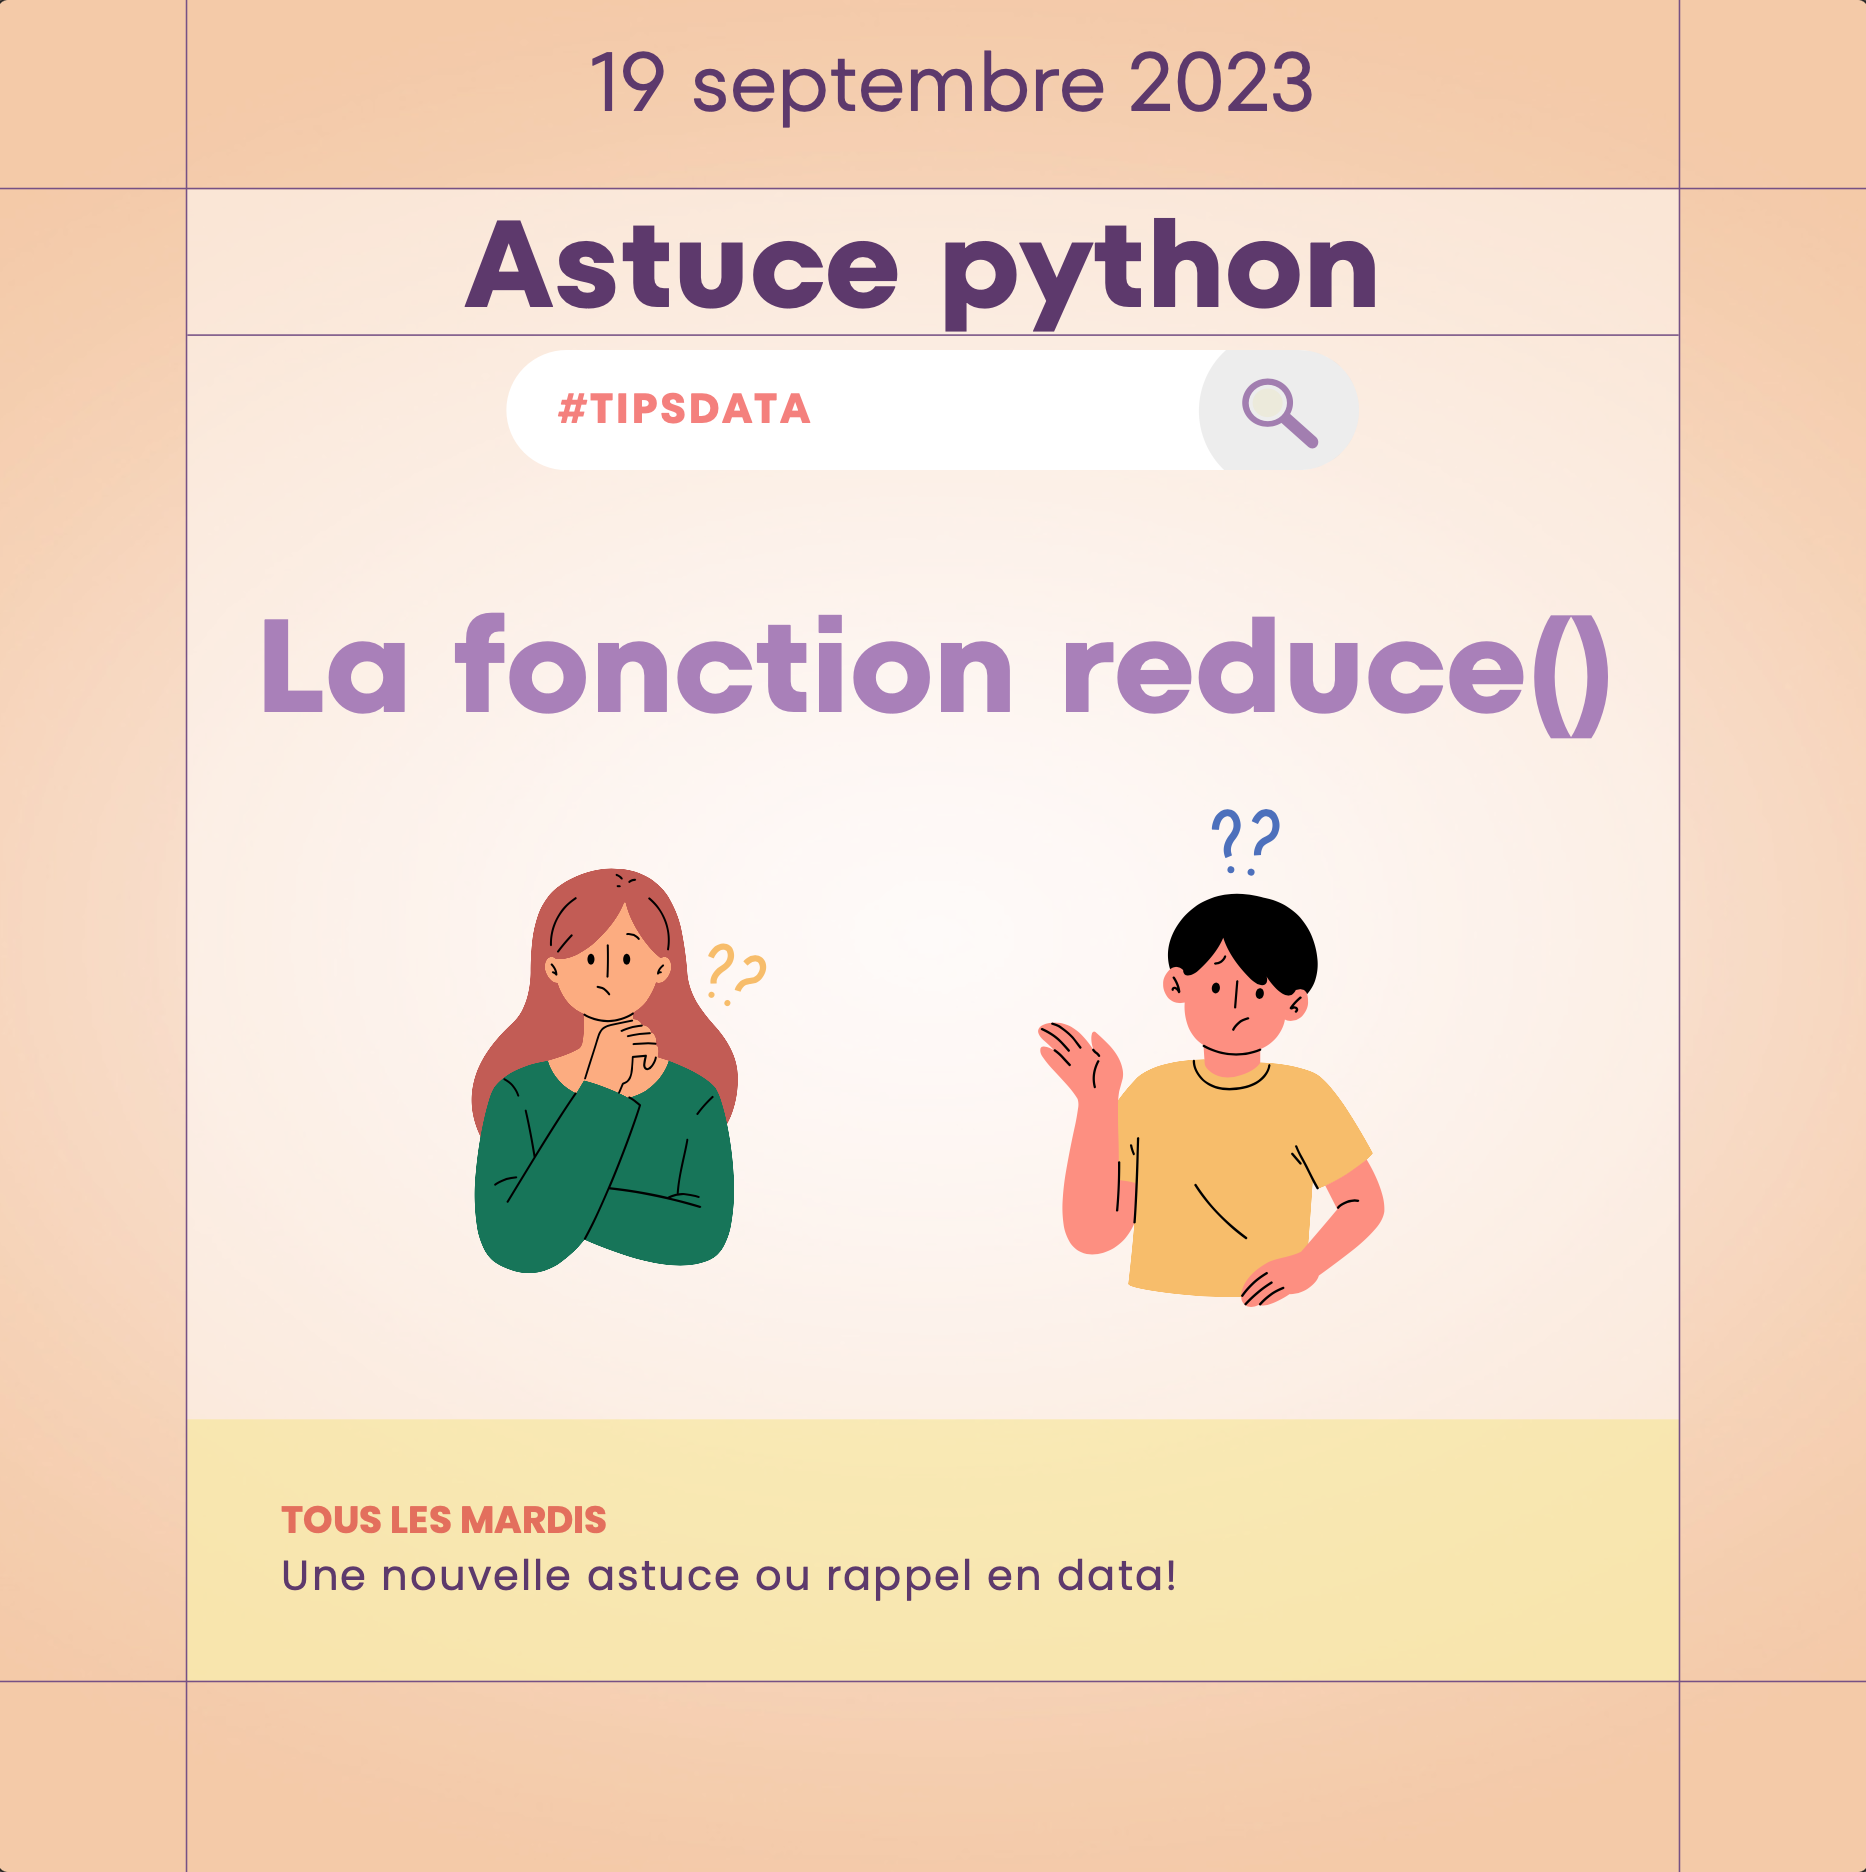 19 septembre 2023
Astuce python
#TIPSDATA
La fonction reduce()
??
??
TOUS LES MARDIS
Une nouvelle astuce ou rappel en data!